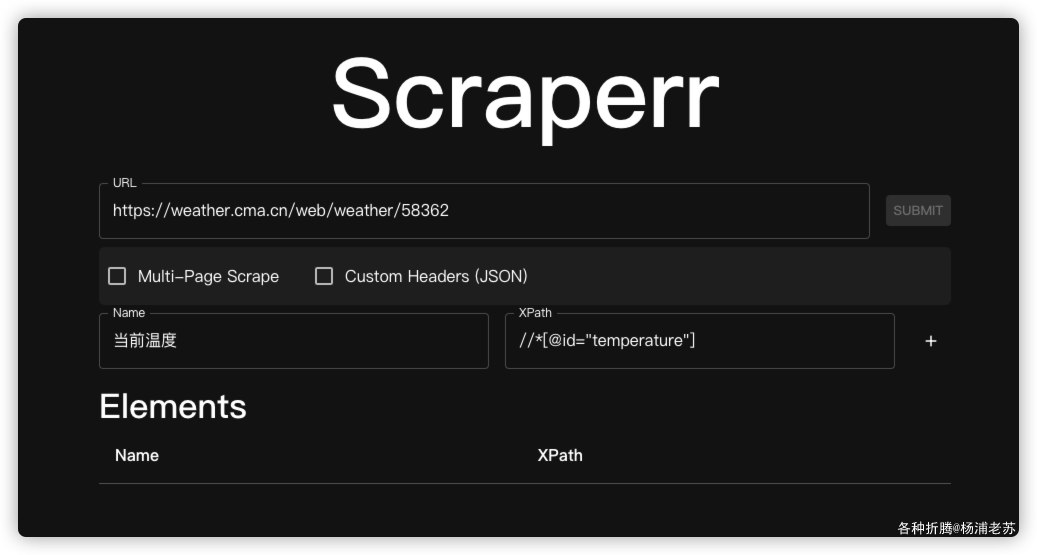 Scraperr
URL
https://weather.cma.cn/web/weather/58362
SUBMIT
Multi-Page Scrape
Custom Headers (JSON)
Name
XPath
当前温度
//*[@id="temperature"]
+
Elements
Name
XPath
各种折腾@杨浦老苏